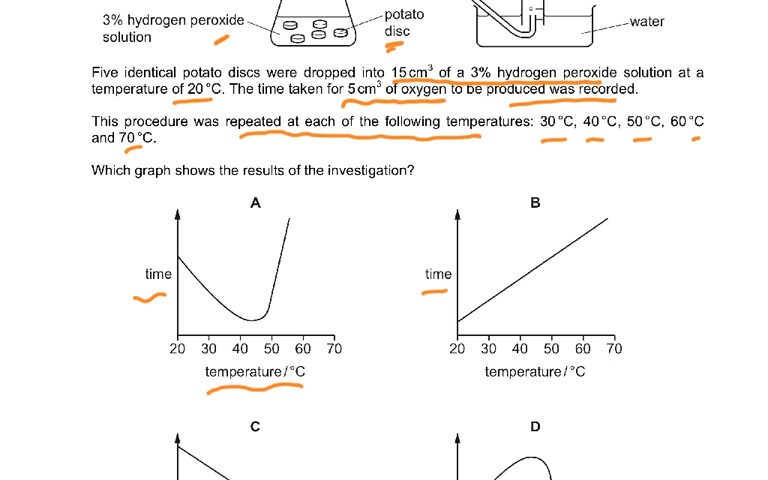 3% hydrogen peroxide
solution
potato
disc
water
Five identical potato discs were dropped into 15 cm³ of a 3% hydrogen peroxide solution at a
temperature of 20 °C. The time taken for 5 cm³ of oxygen to be produced was recorded.
This procedure was repeated at each of the following temperatures: 30 °C, 40 °C, 50 °C, 60 °C
and 70 °C.
Which graph shows the results of the investigation?
A
time
20 30 40 50 60 70
temperature / °C
B
time
20 30 40 50 60 70
temperature / °C
C
D